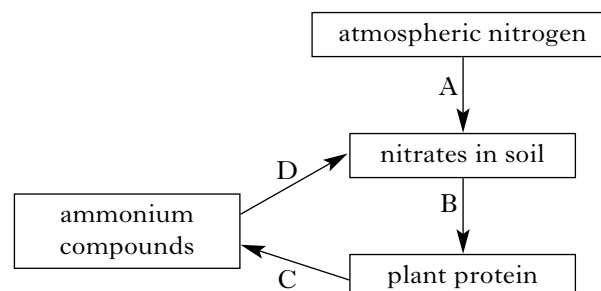 atmospheric nitrogen
A
nitrates in soil
D
ammonium
compounds
B
C
plant protein